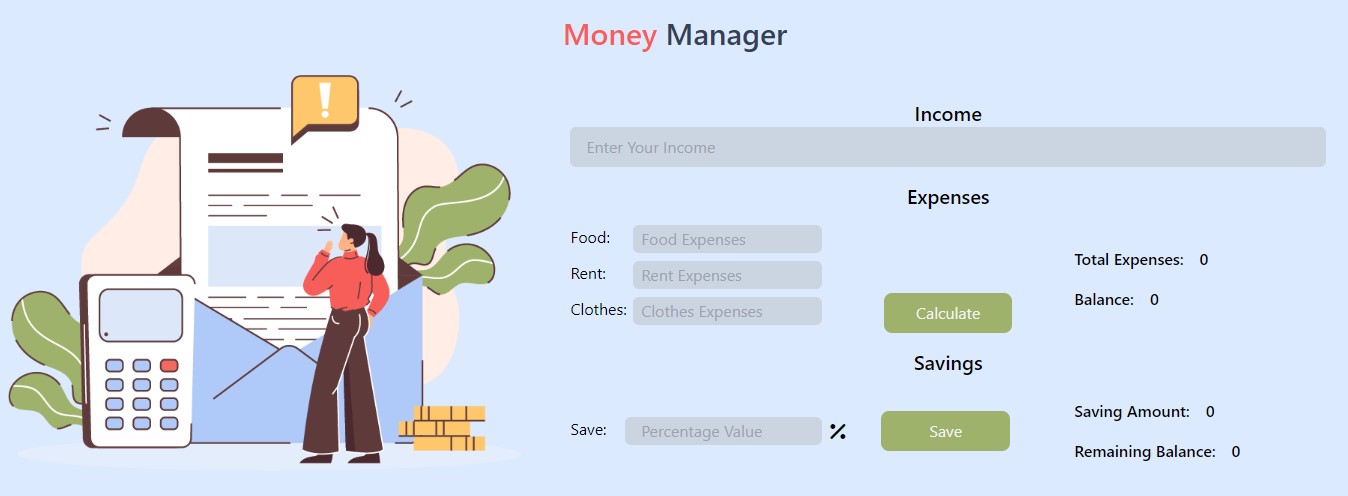 Money Manager
!
Income
Enter Your Income
Expenses
Food: Food Expenses
Rent: Rent Expenses
Clothes: Clothes Expenses
Calculate
Total Expenses: 0
Balance: 0
Savings
Save: Percentage Value %
Save
Saving Amount: 0
Remaining Balance: 0